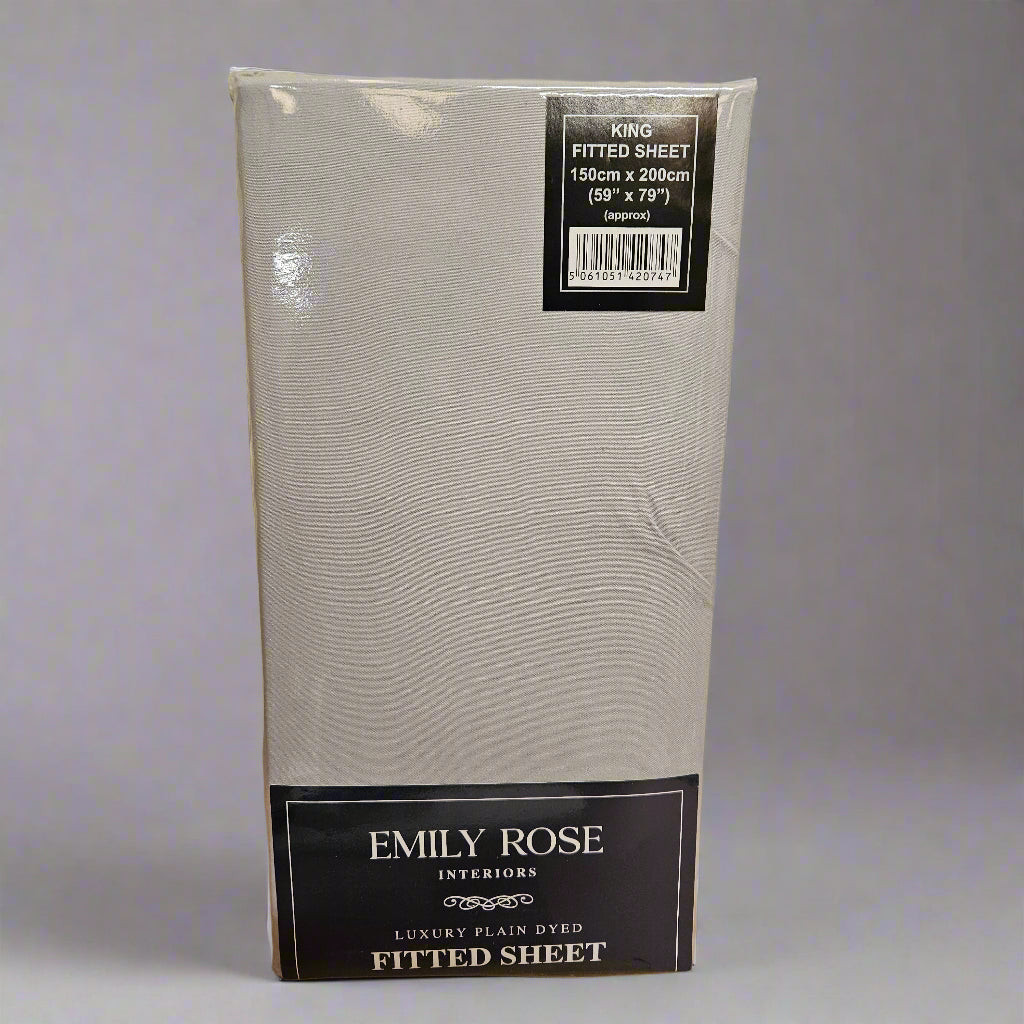 KING
FITTED SHEET
150cm x 200cm
(59” x 79”)
(approx)
5 061051 420747
EMILY ROSE
INTERIORS
LUXURY PLAIN DYED
FITTED SHEET